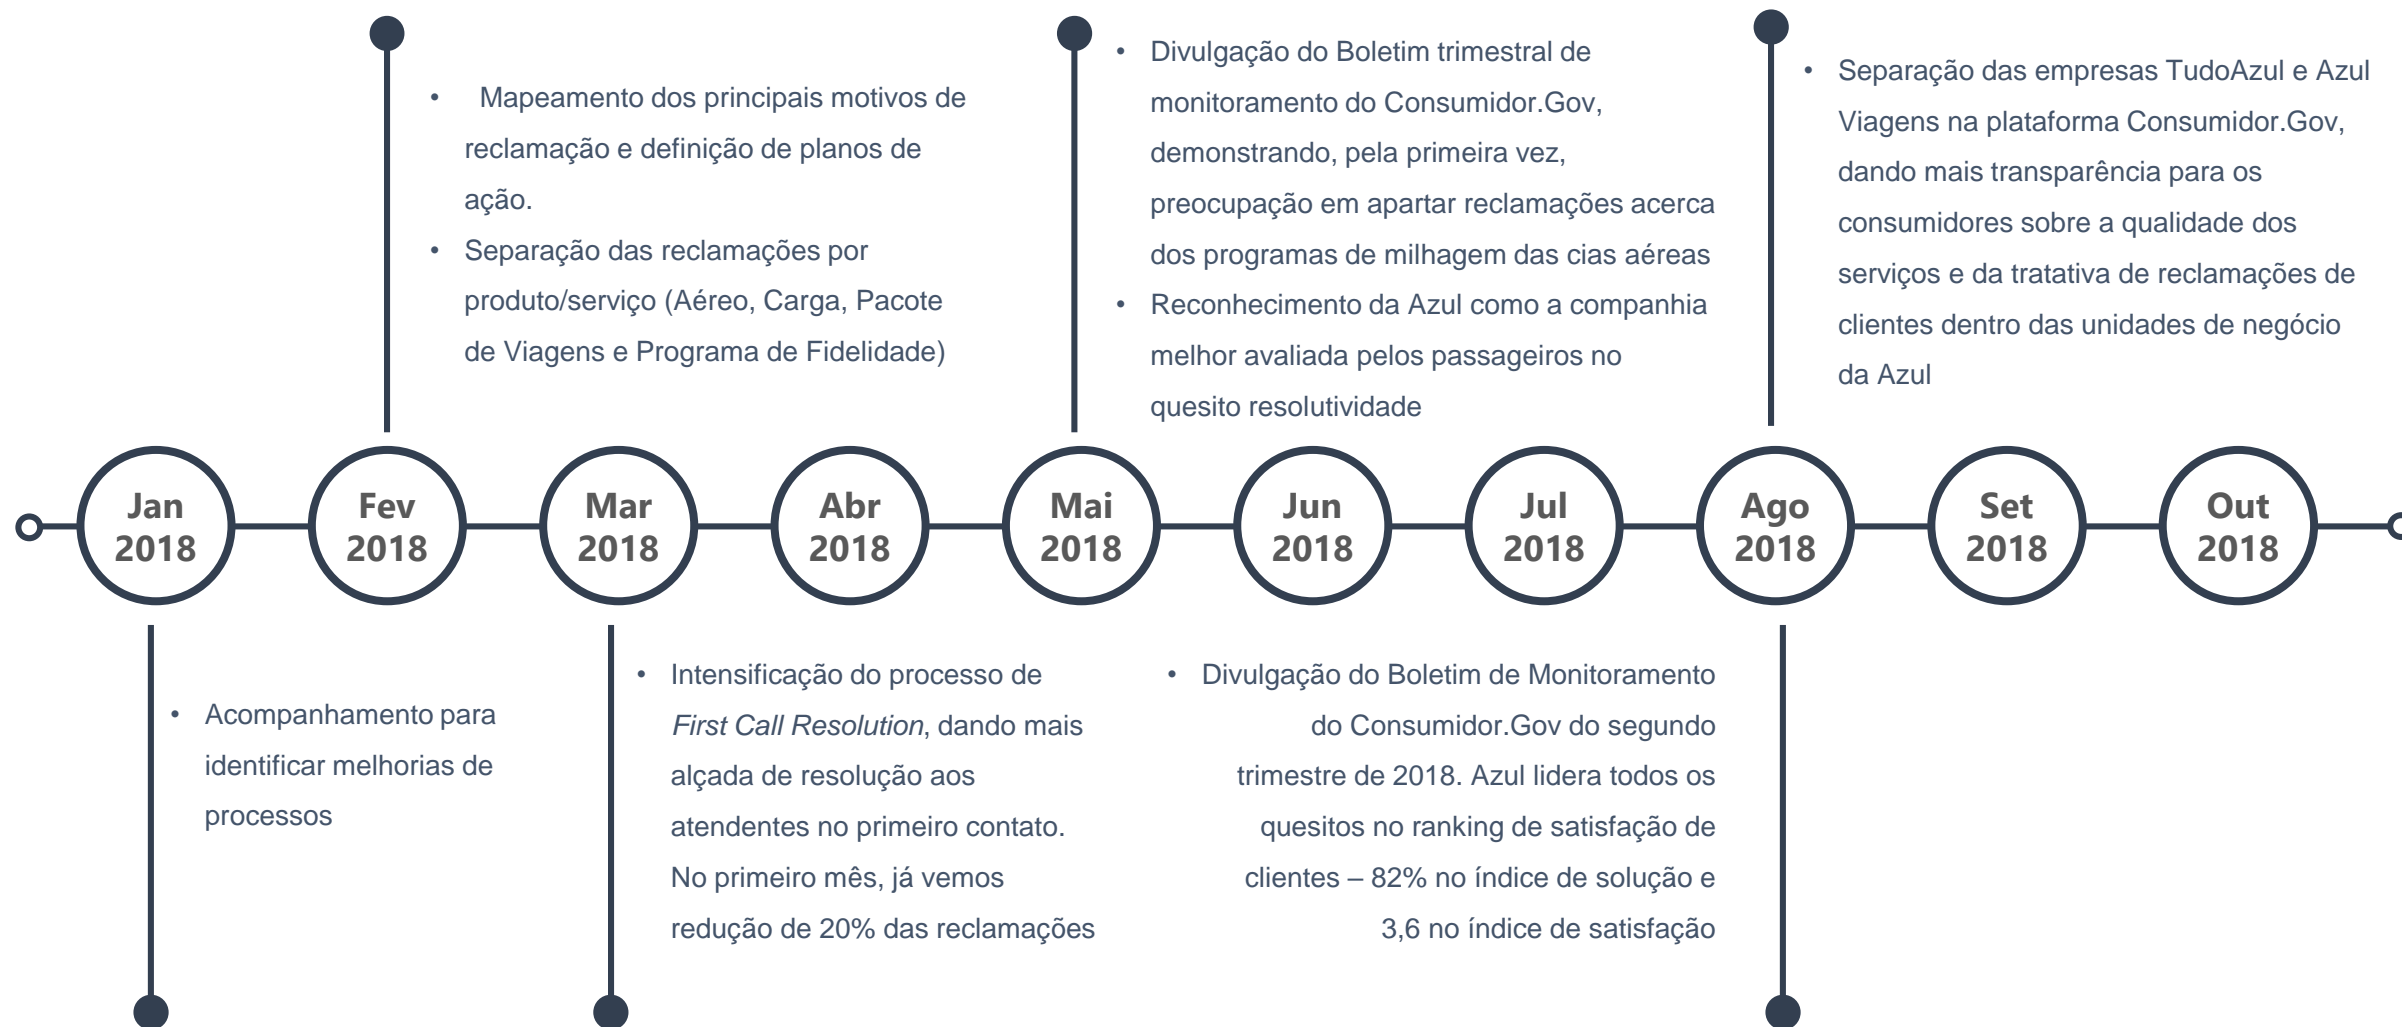 • Mapeamento dos principais motivos de
reclamação e definição de planos de
ação.
• Separação das reclamações por
produto/serviço (Aéreo, Carga, Pacote
de Viagens e Programa de Fidelidade)
• Divulgação do Boletim trimestral de
monitoramento do Consumidor.Gov,
demonstrando, pela primeira vez,
preocupação em apartar reclamações acerca
dos programas de milhagem das cias aéreas
• Reconhecimento da Azul como a companhia
melhor avaliada pelos passageiros no
quesito resolutividade
• Separação das empresas TudoAzul e Azul
Viagens na plataforma Consumidor.Gov,
dando mais transparência para os
consumidores sobre a qualidade dos
serviços e da tratativa de reclamações de
clientes dentro das unidades de negócio
da Azul
Jan
2018
Fev
2018
Mar
2018
Abr
2018
Mai
2018
Jun
2018
Jul
2018
Ago
2018
Set
2018
Out
2018
• Acompanhamento para
identificar melhorias de
processos
• Intensificação do processo de
First Call Resolution, dando mais
alçada de resolução aos
atendentes no primeiro contato.
No primeiro mês, já vemos
redução de 20% das reclamações
• Divulgação do Boletim de Monitoramento
do Consumidor.Gov do segundo
trimestre de 2018. Azul lidera todos os
quesitos no ranking de satisfação de
clientes – 82% no índice de solução e
3,6 no índice de satisfação